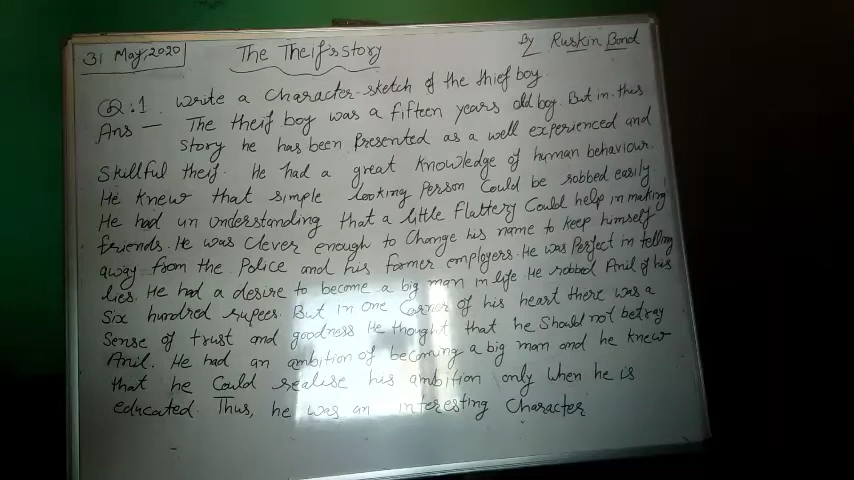 31 May, 2020 The Theif's story By Ruskin Bond
Q:1. Write a character-sketch of the thief boy.
Ans — The theif boy was a fifteen years old boy. But in this
story he has been presented as a well experienced and
skillful theif. He had a great knowledge of human behaviour.
He knew that simple looking person could be robbed easily.
He had un understanding that a little flattery could help in making
friends. He was clever enough to change his name to keep himself
away from the police and his former employers. He was perfect in telling
lies. He had a desire to become a big man in life. He robbed Anil of his
six hundred rupees. But in one corner of his heart there was a
sense of trust and goodness. He thought that he should not betray
Anil. He had an ambition of becoming a big man and he knew
that he could realise his ambition only when he is
educated. Thus, he was an interesting character